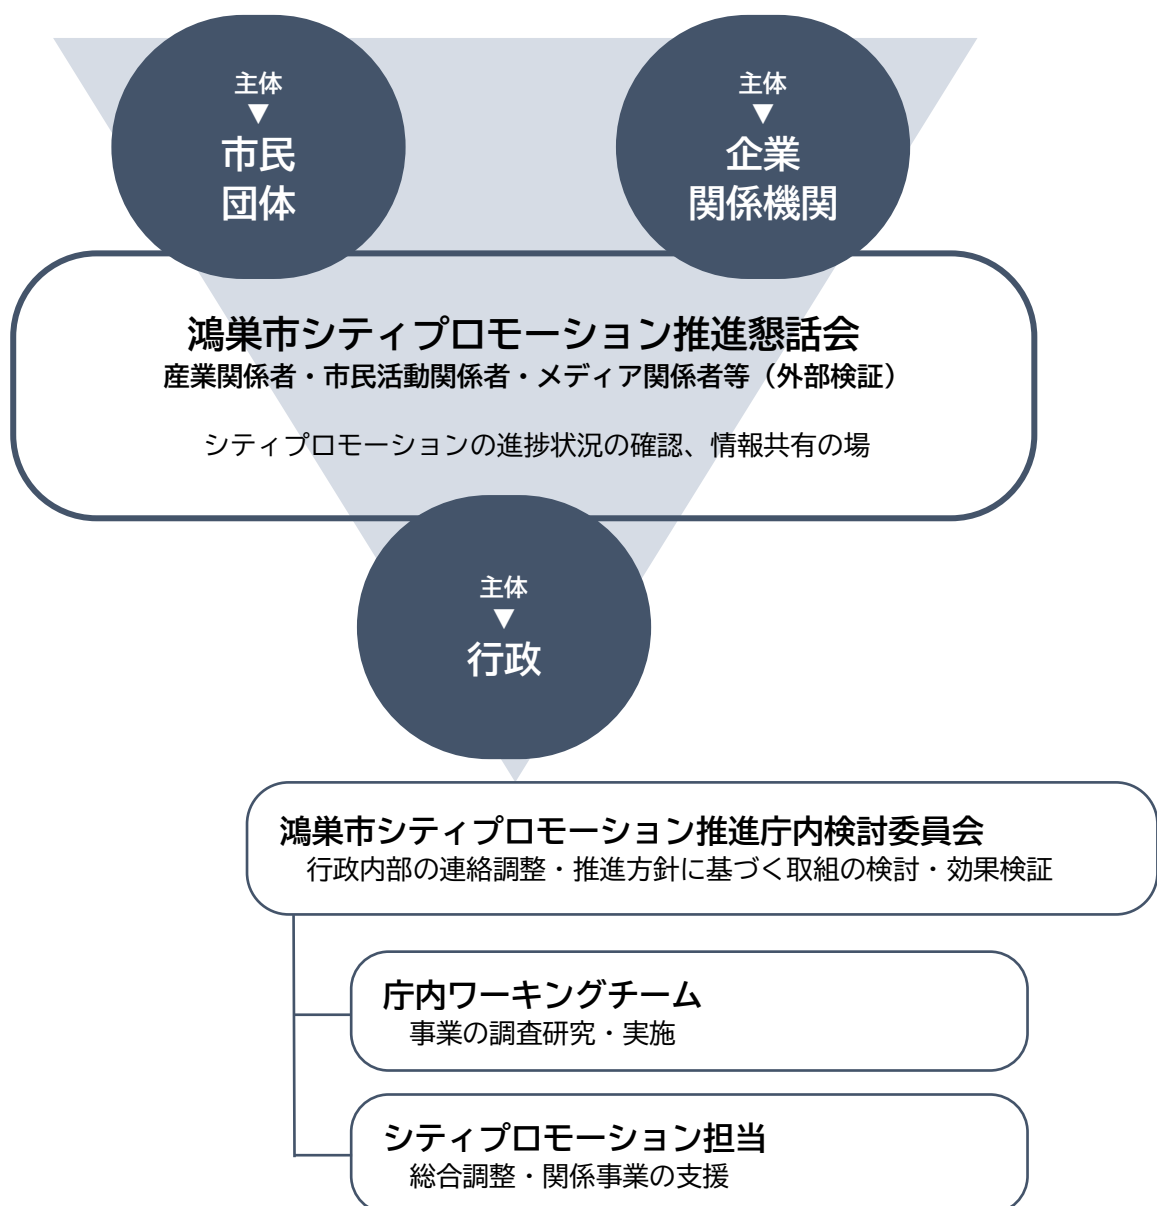 主体
▼
市民
団体
主体
▼
企業
関係機関
鴻巣市シティプロモーション推進懇話会
産業関係者・市民活動関係者・メディア関係者等（外部検証）
シティプロモーションの進捗状況の確認、情報共有の場
主体
▼
行政
鴻巣市シティプロモーション推進庁内検討委員会
行政内部の連絡調整・推進方針に基づく取組の検討・効果検証
庁内ワーキングチーム
事業の調査研究・実施
シティプロモーション担当
総合調整・関係事業の支援